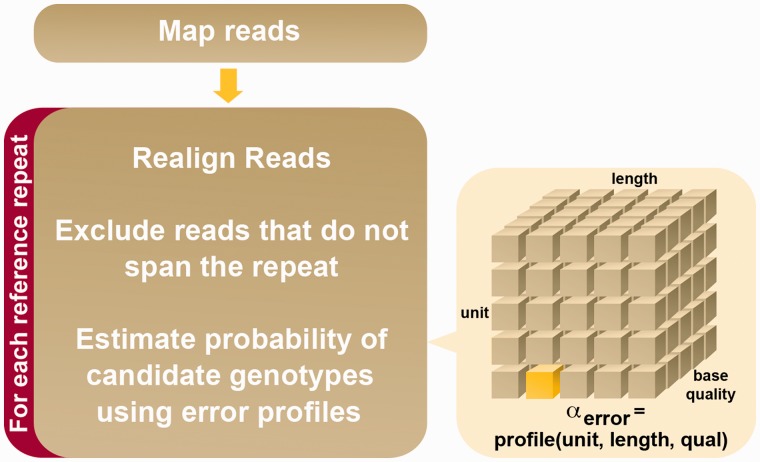 Map reads
For each reference repeat
Realign Reads
Exclude reads that do not
span the repeat
Estimate probability of
candidate genotypes
using error profiles
length
unit
base
quality
α error =
profile(unit, length, qual)